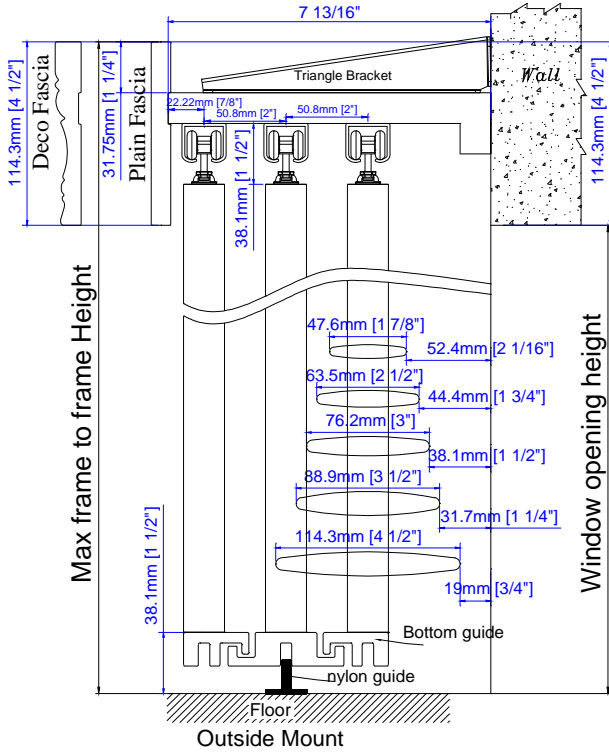 7 13/16"
Triangle Bracket
Wall
Deco Fascia
114.3mm [4 1/2"]
31.75mm [1 1/4"]
Plain Fascia
22.22mm [7/8"]
50.8mm [2"]
50.8mm [2"]
38.1mm [1 1/2"]
114.3mm [4 1/2"]
47.6mm [1 7/8"]
52.4mm [2 1/16"]
63.5mm [2 1/2"]
44.4mm [1 3/4"]
76.2mm [3"]
38.1mm [1 1/2"]
88.9mm [3 1/2"]
31.7mm [1 1/4"]
114.3mm [4 1/2"]
19mm [3/4"]
Max frame to frame Height
Window opening height
38.1mm [1 1/2"]
Bottom guide
nylon guide
Floor
Outside Mount